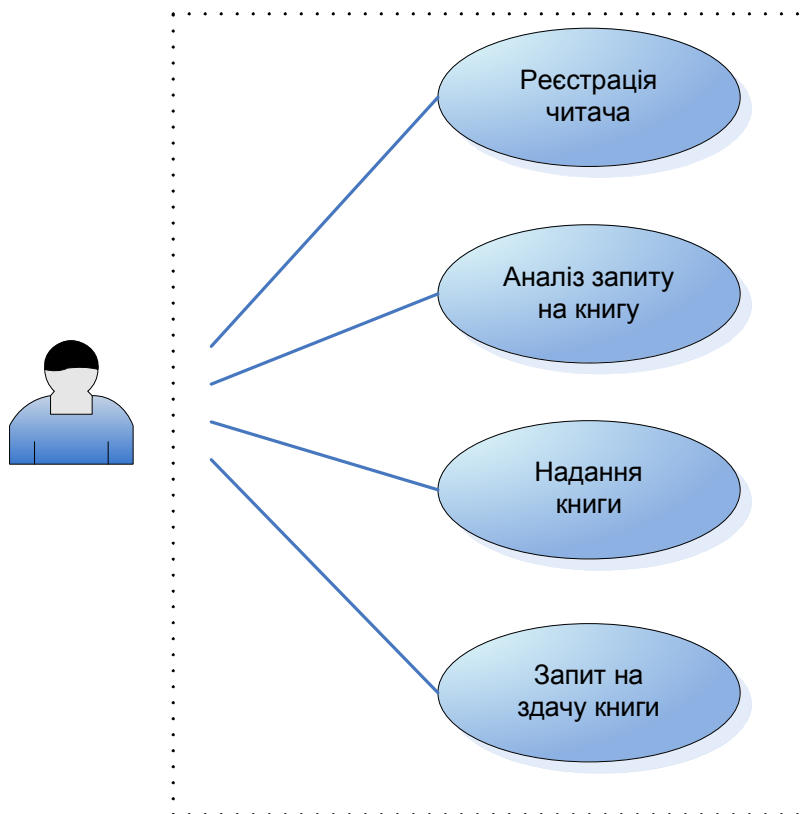 Реєстрація
читача
Аналіз запиту
на книгу
Надання
книги
Запит на
здачу книги